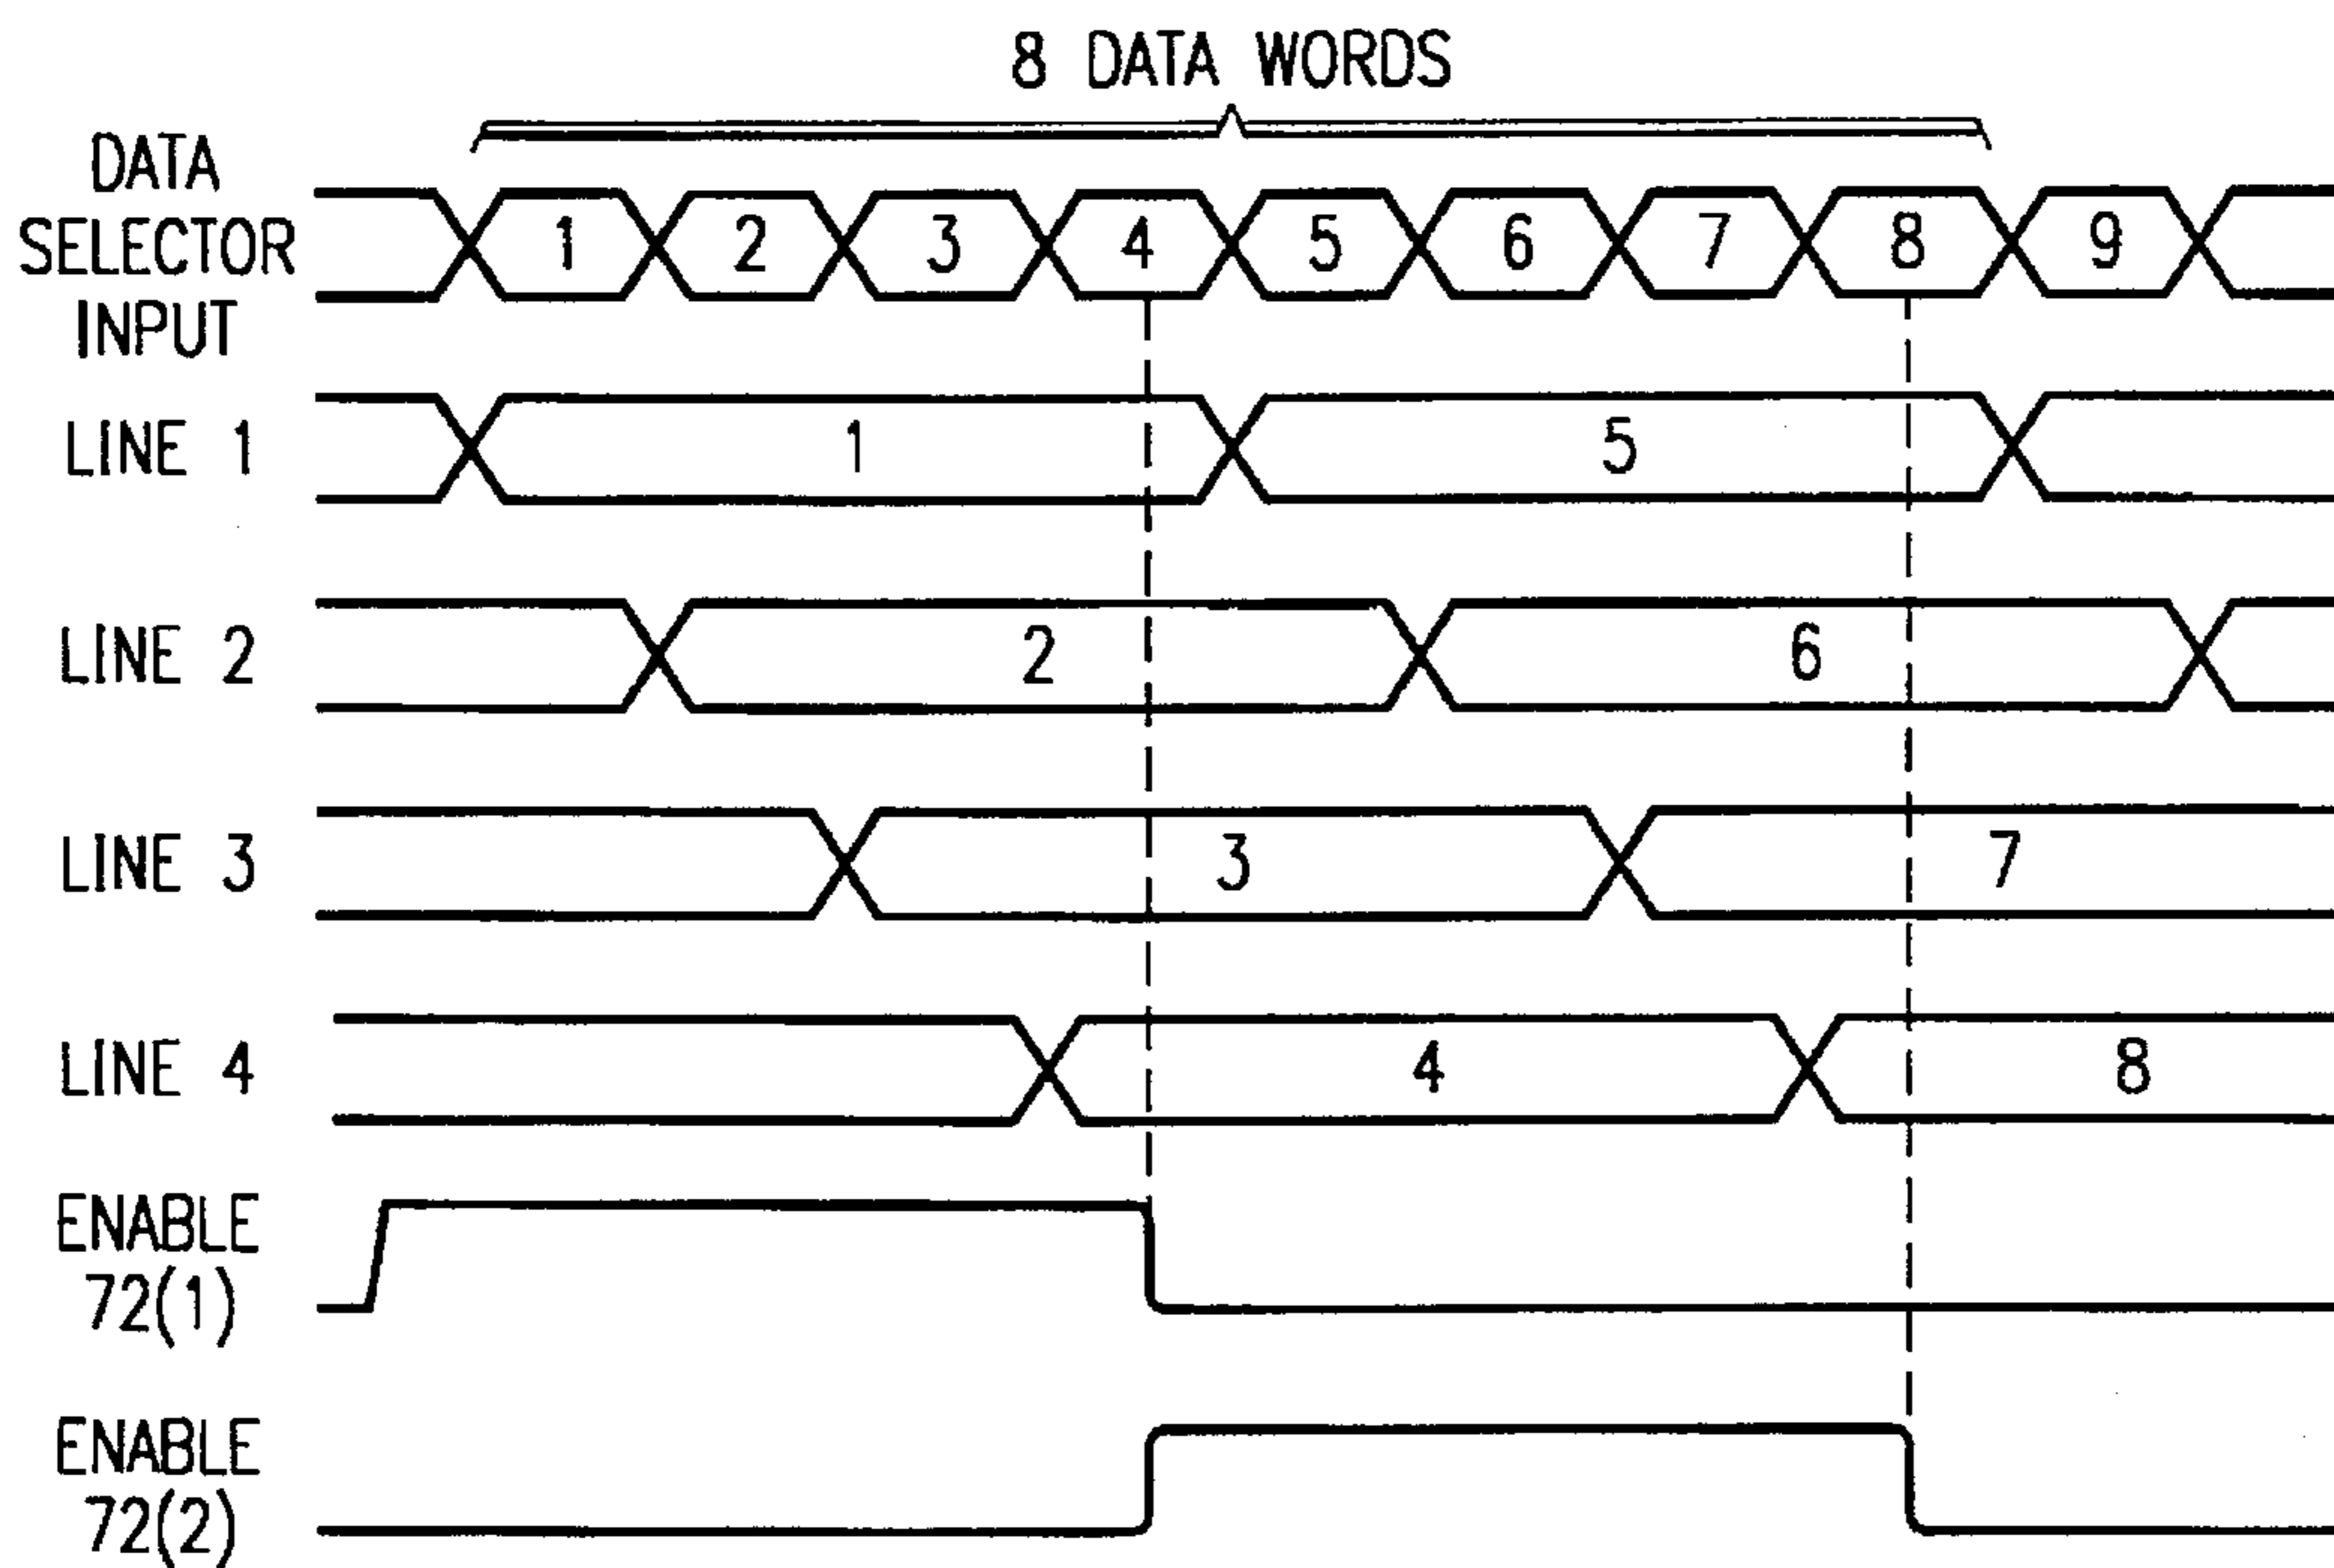 8 DATA WORDS
DATA
SELECTOR
INPUT
1 2 3 4 5 6 7 8 9
LINE 1
1 5
LINE 2
2 6
LINE 3
3 7
LINE 4
4 8
ENABLE
72(1)
ENABLE
72(2)